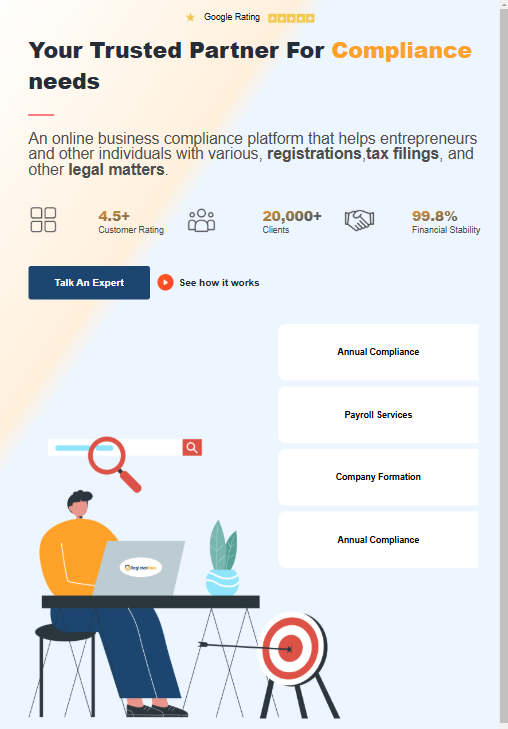 Google Rating
Your Trusted Partner For Compliance
needs
An online business compliance platform that helps entrepreneurs
and other individuals with various, registrations,tax filings, and
other legal matters.
4.5+ 20,000+ 99.8%
Customer Rating Clients Financial Stability
Talk An Expert See how it works
Annual Compliance
Payroll Services
Company Formation
Annual Compliance